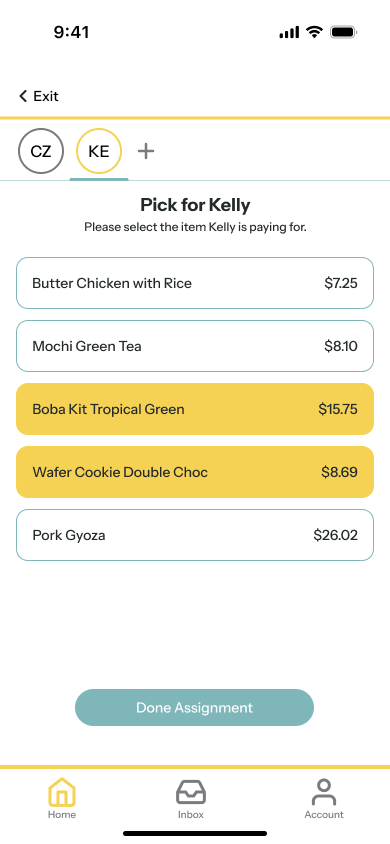 9:41
Exit
CZ KE
Pick for Kelly
Please select the item Kelly is paying for.
Butter Chicken with Rice $7.25
Mochi Green Tea $8.10
Boba Kit Tropical Green $15.75
Wafer Cookie Double Choc $8.69
Pork Gyoza $26.02
Done Assignment
Home Inbox Account